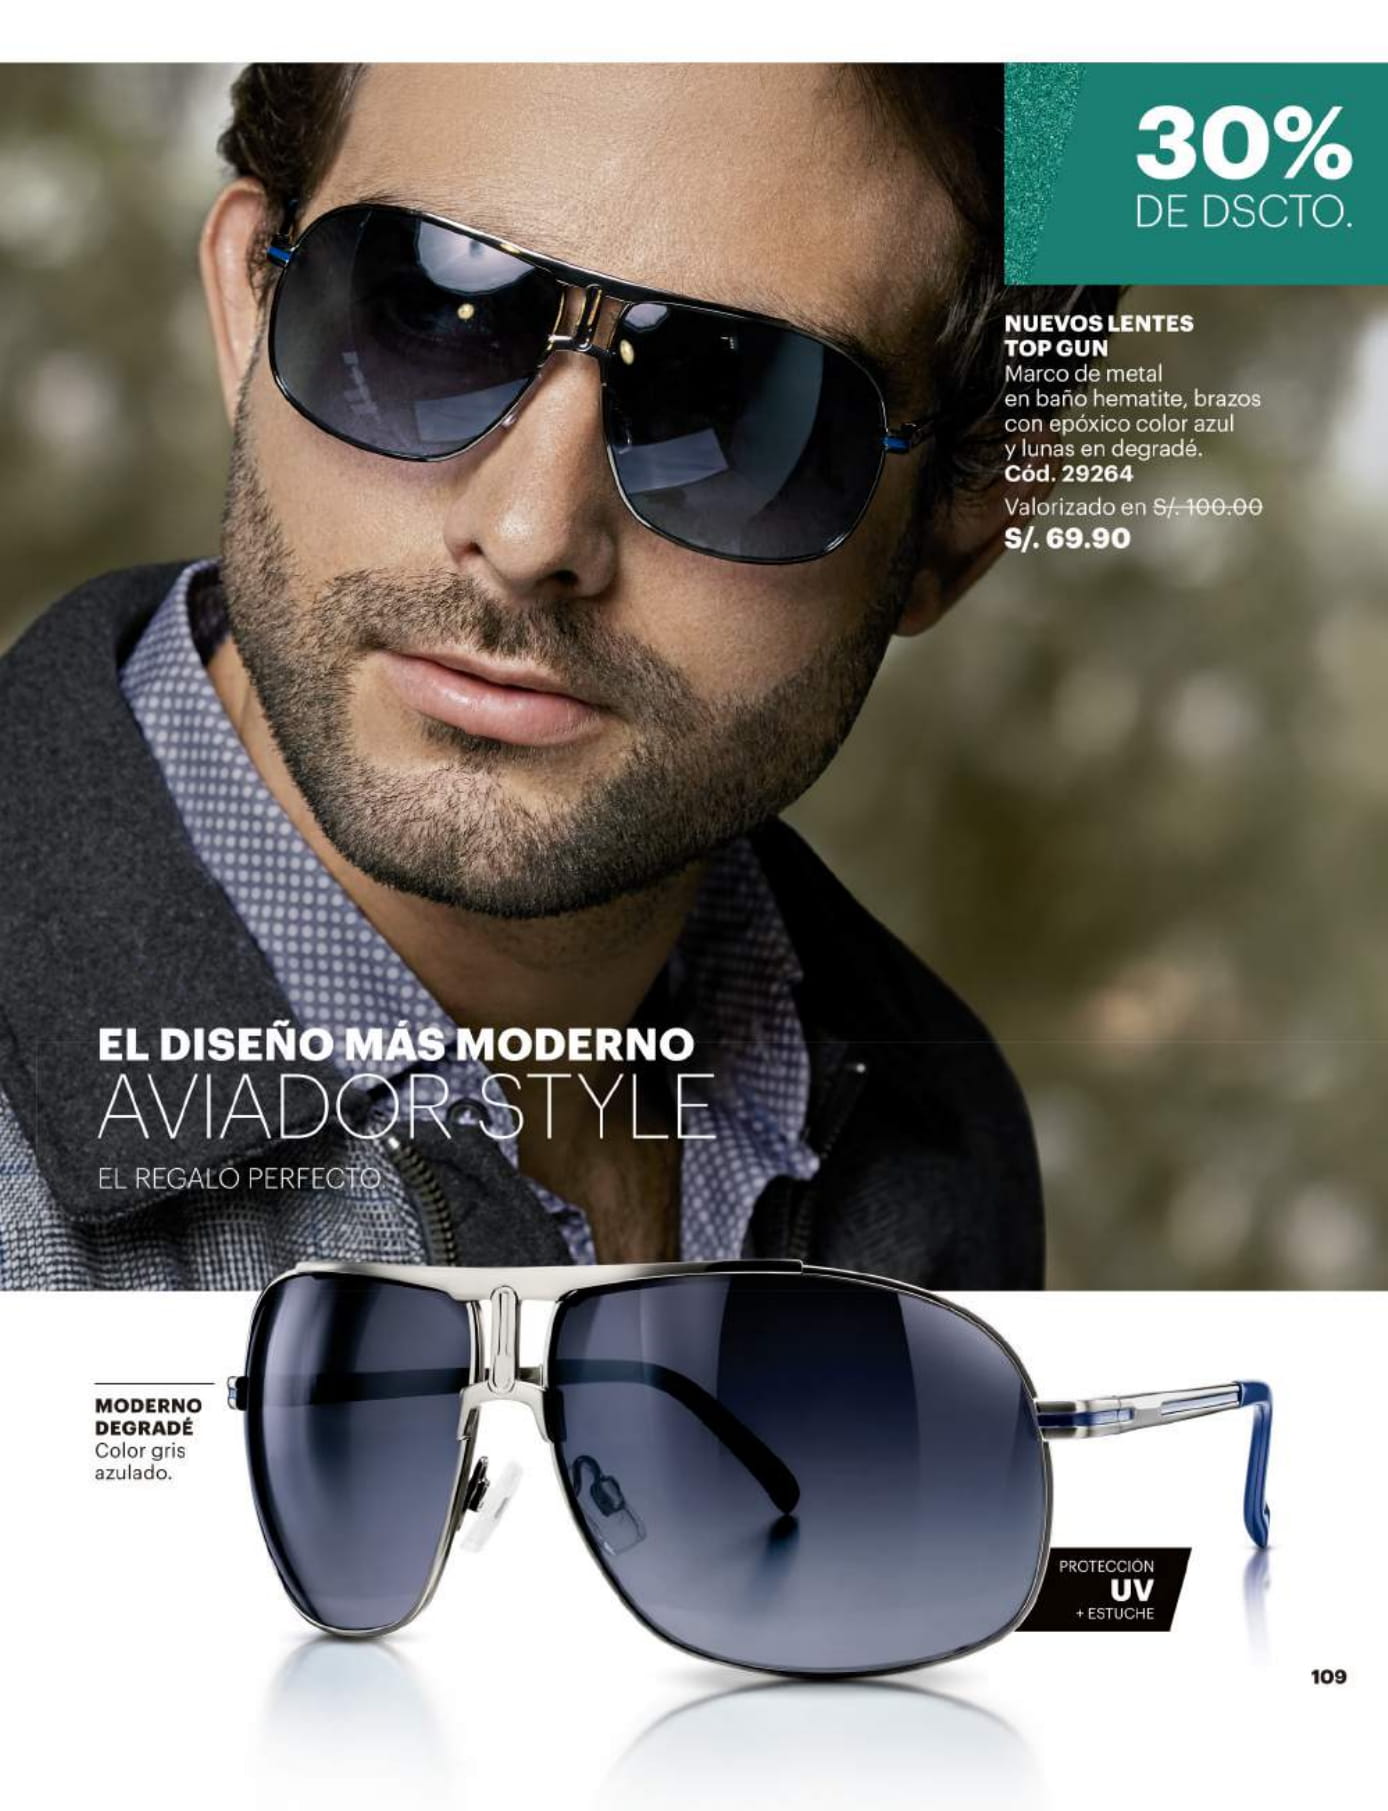 30%
DE DSCTO.
NUEVOS LENTES
TOP GUN
Marco de metal
en baño hematite, brazos
con epóxico color azul
y lunas en degradé.
Cód. 29264
Valorizado en S/. 100.00
S/. 69.90
EL DISEÑO MÁS MODERNO
AVIADOR STYLE
EL REGALO PERFECTO.
MODERNO
DEGRADÉ
Color gris
azulado.
PROTECCIÓN
UV
+ ESTUCHE
109